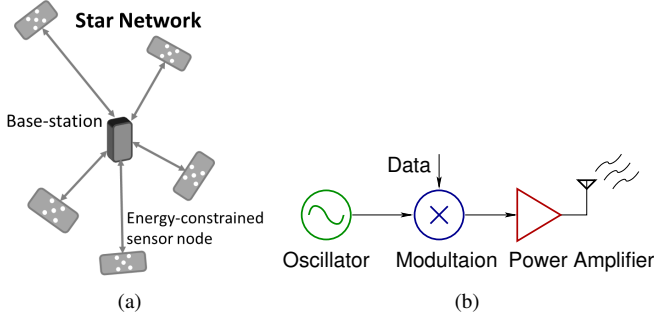 Star Network
Base-station
Energy-constrained
sensor node
(a)
Data
Oscillator
Modultaion
Power Amplifier
(b)